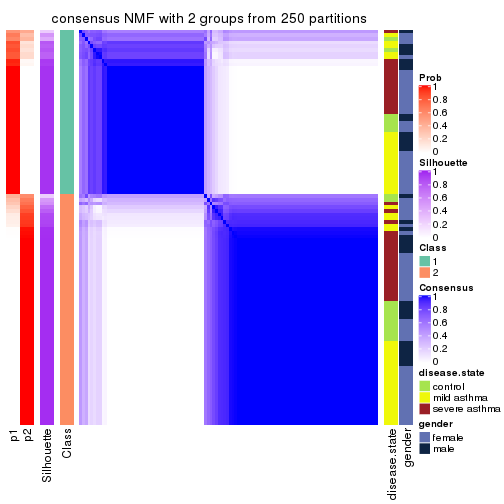 consensus NMF with 2 groups from 250 partitions
Prob
1
0.8
0.6
0.4
0.2
0
Silhouette
1
0.8
0.6
0.4
0.2
0
Class
1
2
Consensus
1
0.8
0.6
0.4
0.2
0
disease.state
control
mild asthma
severe asthma
gender
female
male
p1
p2
Silhouette
Class
disease.state
gender